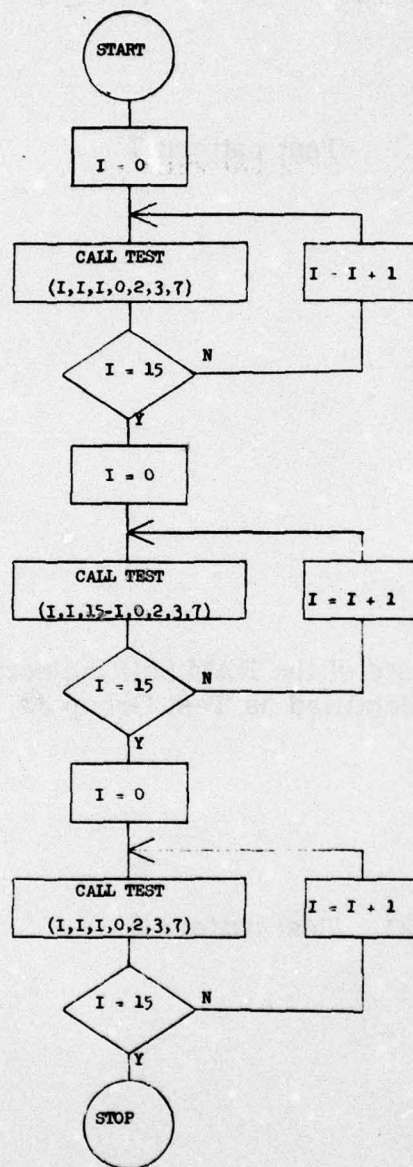 START
I = 0
CALL TEST
(I,I,I,0,2,3,7)
I - I + 1
I = 15
N
Y
I = 0
CALL TEST
(I,I,15-I,0,2,3,7)
I = I + 1
I = 15
N
Y
I = 0
CALL TEST
(I,I,I,0,2,3,7)
I = I + 1
I = 15
N
Y
STOP